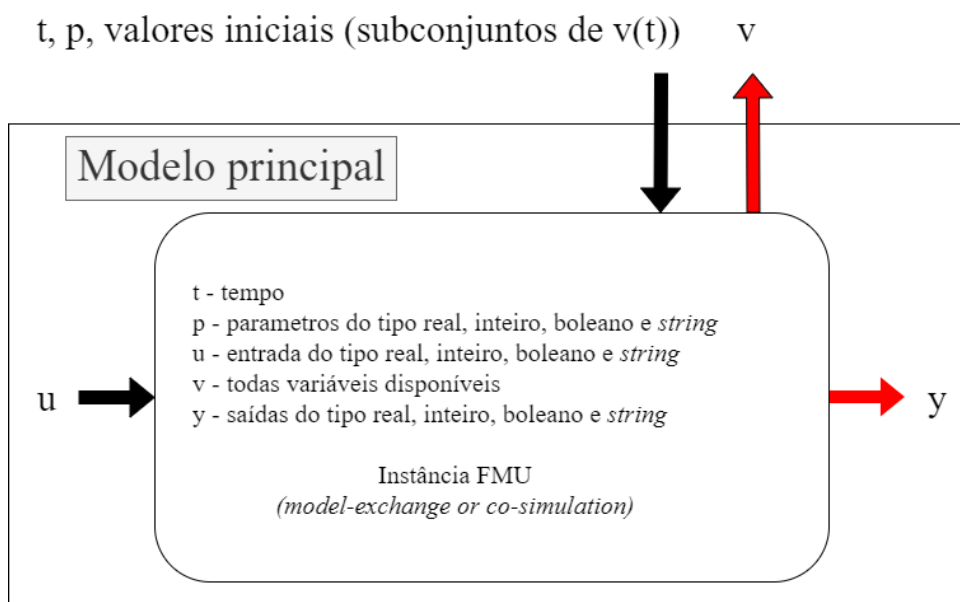 t, p, valores iniciais (subconjuntos de v(t)) v
Modelo principal
t - tempo
p - parametros do tipo real, inteiro, boleano e string
u - entrada do tipo real, inteiro, boleano e string
v - todas variáveis disponíveis
y - saídas do tipo real, inteiro, boleano e string
u
y
Instância FMU
(model-exchange or co-simulation)